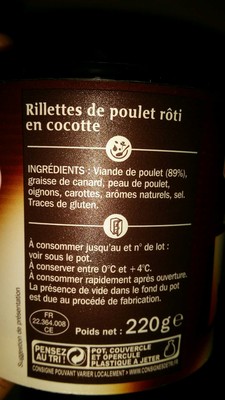 Rillettes de poulet rôti
en cocotte
INGRÉDIENTS : Viande de poulet (89%),
graisse de canard, peau de poulet,
oignons, carottes, arômes naturels, sel.
Traces de gluten.
À consommer jusqu'au et n° de lot :
voir sous le pot.
À conserver entre 0°C et +4°C.
À consommer rapidement après ouverture.
La présence de vide dans le fond du pot
est due au procédé de fabrication.
Suggestion de présentation
FR
22.364.008
CE
Poids net : 220g e
PENSEZ
AU TRI !
POT, COUVERCLE
ET OPERCULE
PLASTIQUE À JETER
CONSIGNE POUVANT VARIER LOCALEMENT • WWW.CONSIGNESDETRI.FR